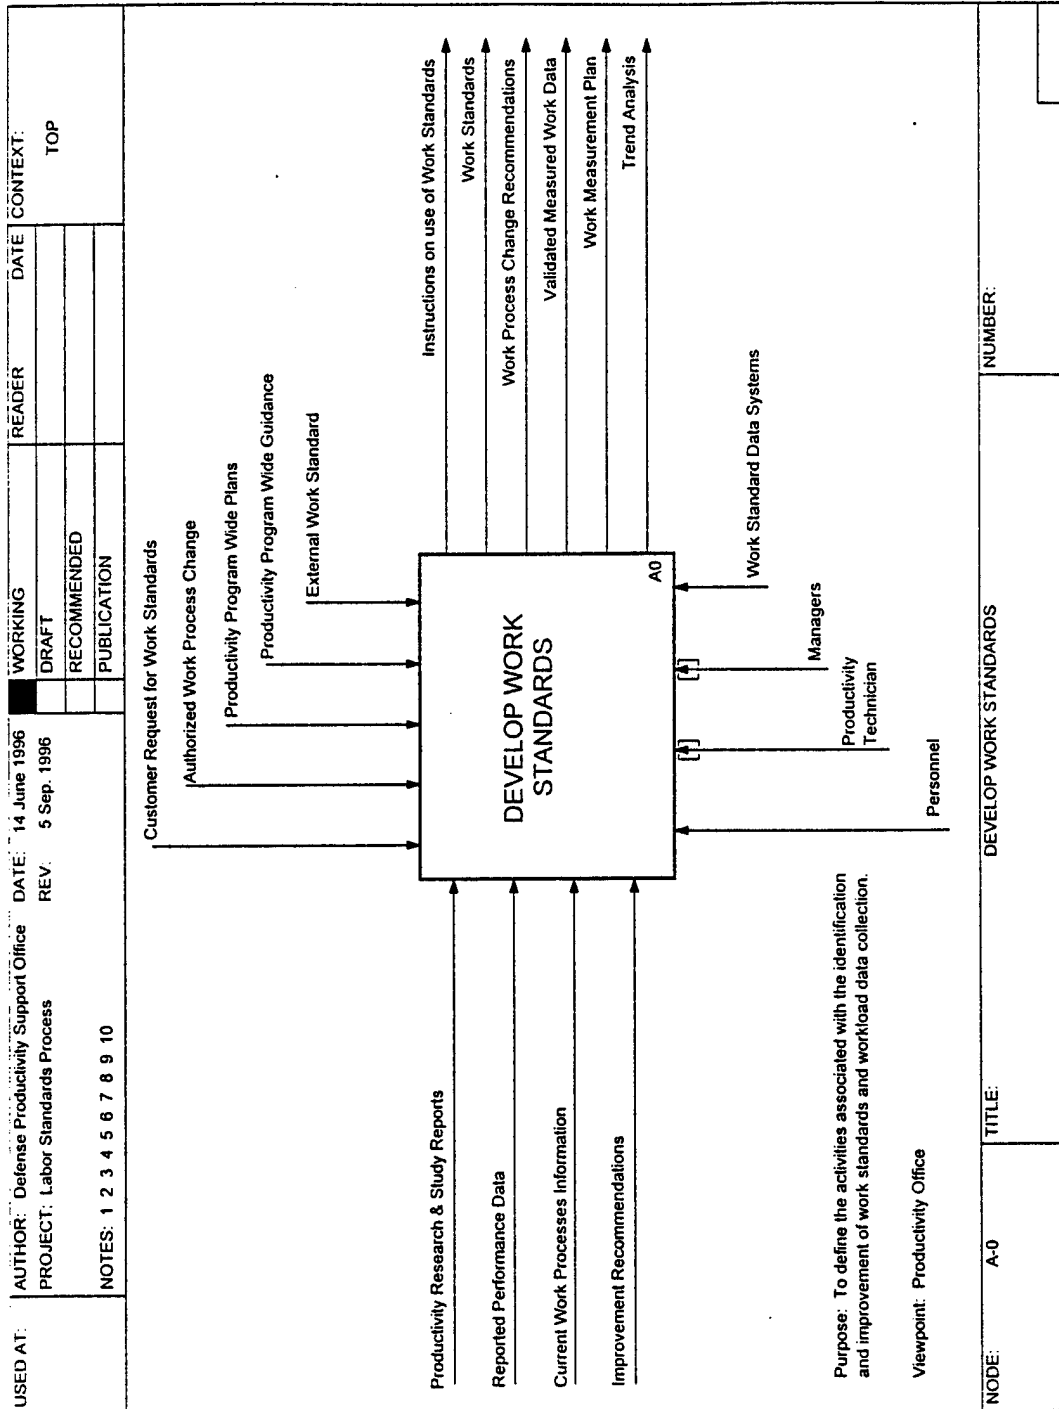 USED AT:
AUTHOR: Defense Productivity Support Office
DATE: 14 June 1996
WORKING
READER
DATE
CONTEXT:
PROJECT: Labor Standards Process
REV: 5 Sep. 1996
DRAFT
TOP
RECOMMENDED
NOTES: 1 2 3 4 5 6 7 8 9 10
PUBLICATION
Customer Request for Work Standards
Authorized Work Process Change
Productivity Program Wide Plans
Productivity Program Wide Guidance
External Work Standard
Productivity Research & Study Reports
Reported Performance Data
Current Work Processes Information
Improvement Recommendations
DEVELOP WORK
STANDARDS
A0
Instructions on use of Work Standards
Work Standards
Work Process Change Recommendations
Validated Measured Work Data
Work Measurement Plan
Trend Analysis
Work Standard Data Systems
Managers
Productivity
Technician
Personnel
Purpose: To define the activities associated with the identification
and improvement of work standards and workload data collection.
Viewpoint: Productivity Office
NODE: A-0
TITLE: DEVELOP WORK STANDARDS
NUMBER: